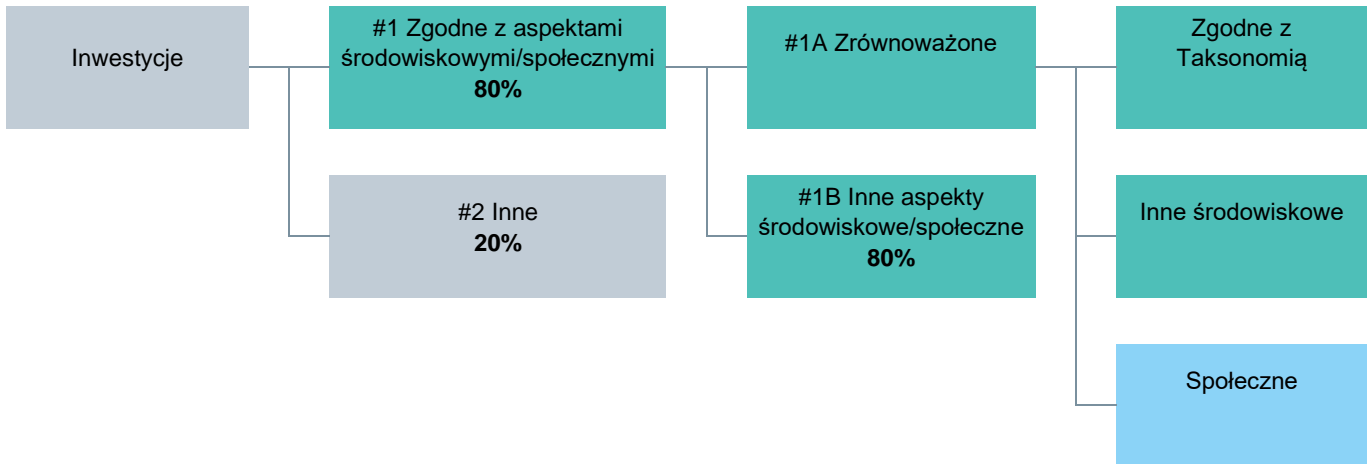 Inwestycje
#1 Zgodne z aspektami
środowiskowymi/społecznymi
80%
#1A Zrównoważone
Zgodne z
Taksonomią
#2 Inne
20%
#1B Inne aspekty
środowiskowe/społeczne
80%
Inne środowiskowe
Społeczne